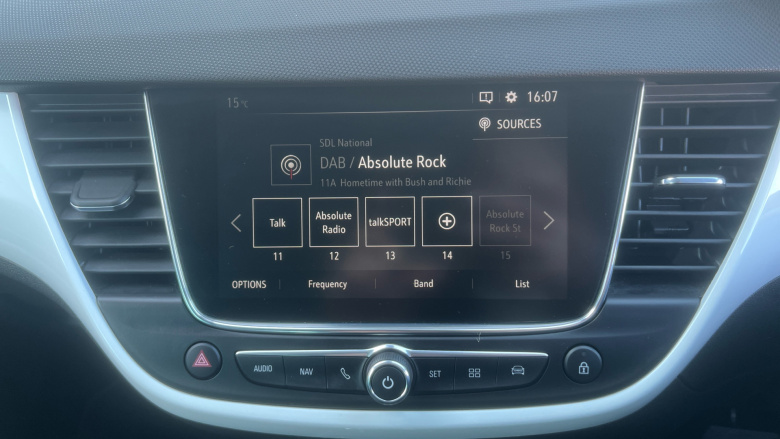 15°C
16:07
SOURCES
SDL National
DAB / Absolute Rock
11A Hometime with Bush and Richie
Talk
Absolute
Radio
talkSPORT
Absolute
Rock St
11
12
13
14
15
OPTIONS
Frequency
Band
List
AUDIO
NAV
SET